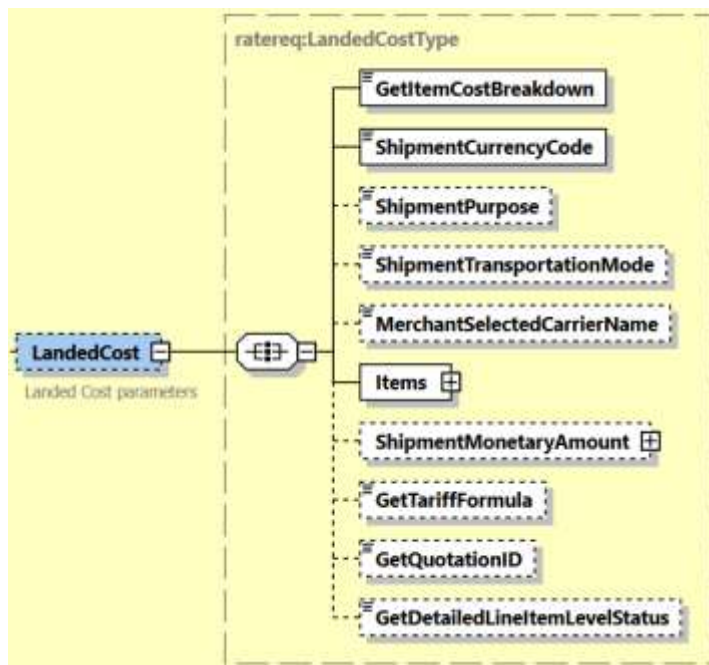 ratereq:LandedCostType
GetItemCostBreakdown
ShipmentCurrencyCode
ShipmentPurpose
ShipmentTransportationMode
MerchantSelectedCarrierName
LandedCost
Items
Landed Cost parameters
ShipmentMonetaryAmount
GetTariffFormula
GetQuotationID
GetDetailedLineItemLevelStatus